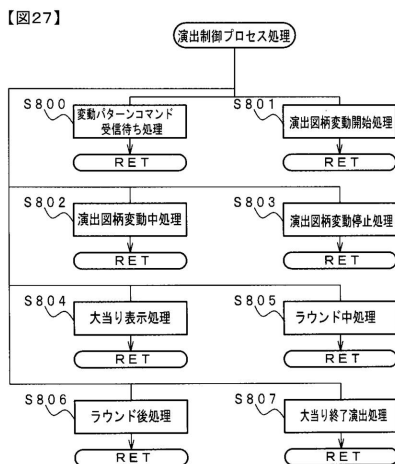 【図27】
演出制御プロセス処理
S800
S801
変動パターンコマンド
受信待ち処理
演出図柄変動開始処理
RET
RET
S802
S803
演出図柄変動中処理
演出図柄変動停止処理
RET
RET
S804
S805
大当り表示処理
ラウンド中処理
RET
RET
S806
S807
ラウンド後処理
大当り終了演出処理
RET
RET